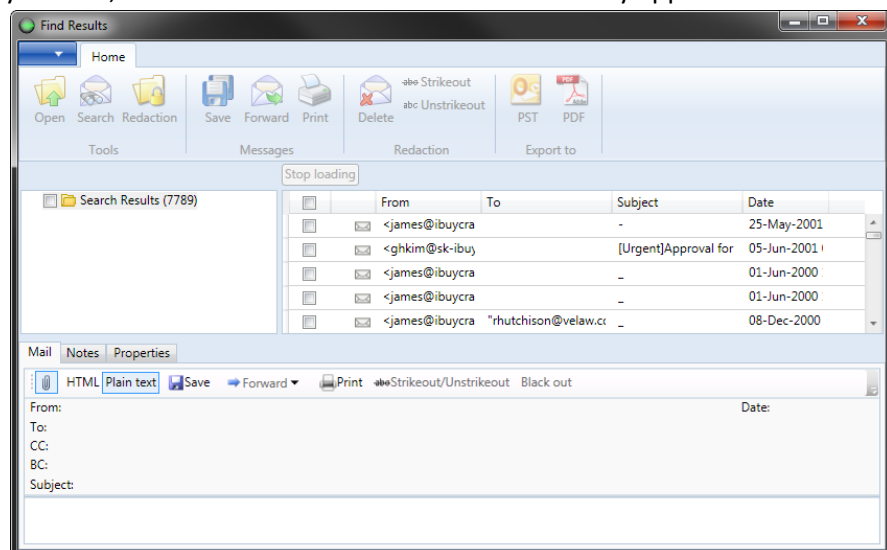 Find Results
Home
abc Strikeout
abc Unstrikeout
Open Search Redaction Save Forward Print Delete PST PDF
Tools Messages Redaction Export to
Stop loading
Search Results (7789)
From To Subject Date
<james@ibuycra - 25-May-2001
<ghkim@sk-ibuy [Urgent]Approval for 05-Jun-2001
<james@ibuycra _ 01-Jun-2000
<james@ibuycra _ 01-Jun-2000
<james@ibuycra "rhutchison@velaw.cc _ 08-Dec-2000
Mail Notes Properties
HTML Plain text Save Forward Print abc Strikeout/Unstrikeout Black out
From: Date:
To:
CC:
BC:
Subject: